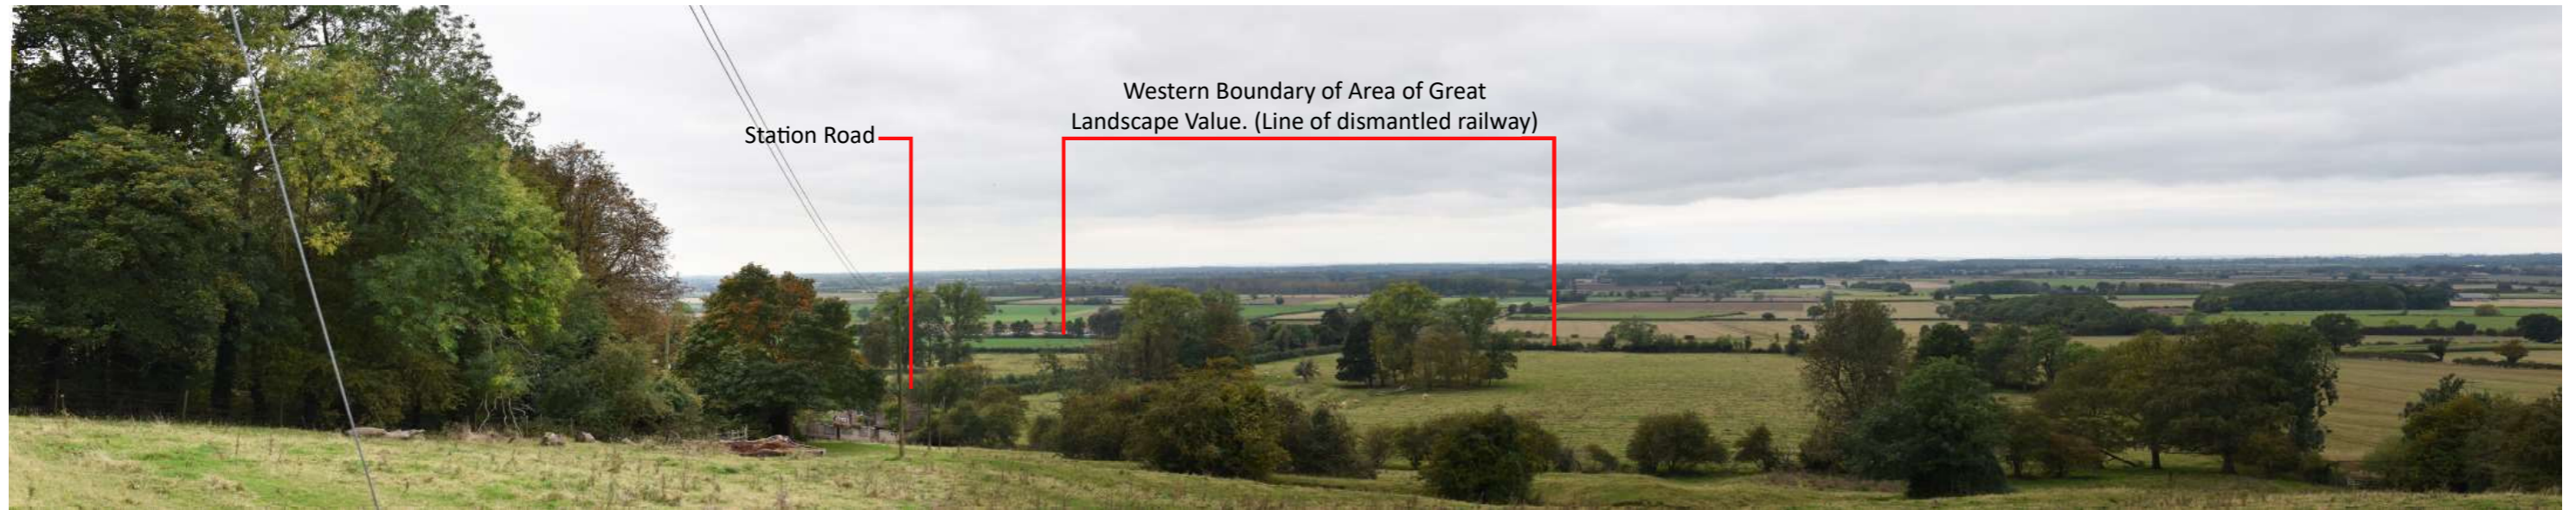 Western Boundary of Area of Great
Landscape Value. (Line of dismantled railway)
Station Road